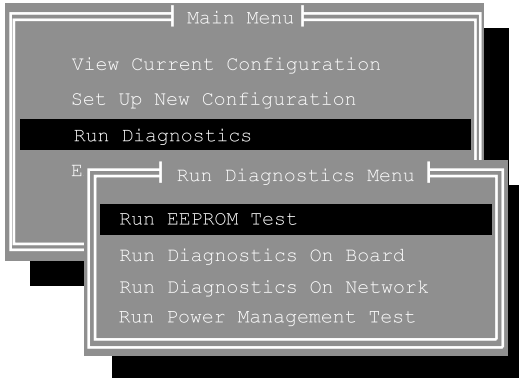 Main Menu
View Current Configuration
Set Up New Configuration
Run Diagnostics
E
Run Diagnostics Menu
Run EEPROM Test
Run Diagnostics On Board
Run Diagnostics On Network
Run Power Management Test